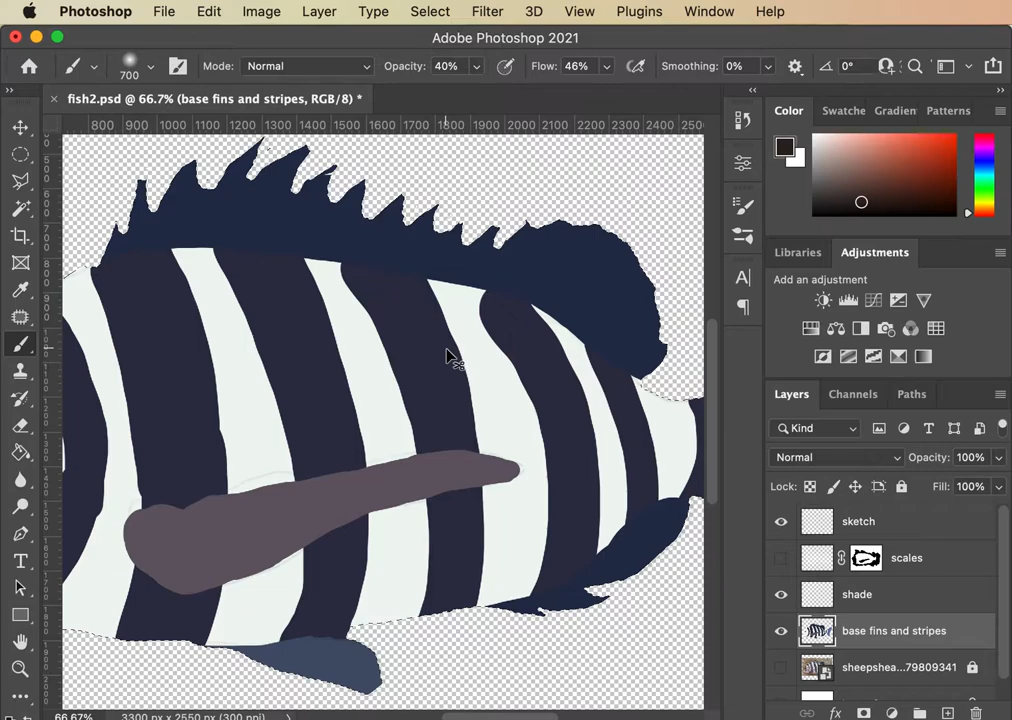 Photoshop File Edit Image Layer Type Select Filter 3D View Plugins Window Help
Adobe Photoshop 2021
700 Mode: Normal Opacity: 40% Flow: 46% Smoothing: 0% 0°
fish2.psd @ 66.7% (base fins and stripes, RGB/8) *
800 1000 1100 1200 1300 1400 1500 1600 1700 1800 1900 2000 2100 2200 2300 2400 250
Color Swatche Gradien Patterns
Libraries Adjustments
Add an adjustment
Layers Channels Paths
Kind
Normal Opacity: 100%
Lock: Fill: 100%
sketch
scales
shade
base fins and stripes
sheepshea...79809341
66.67% 3300 px x 2550 px (300 ppi)